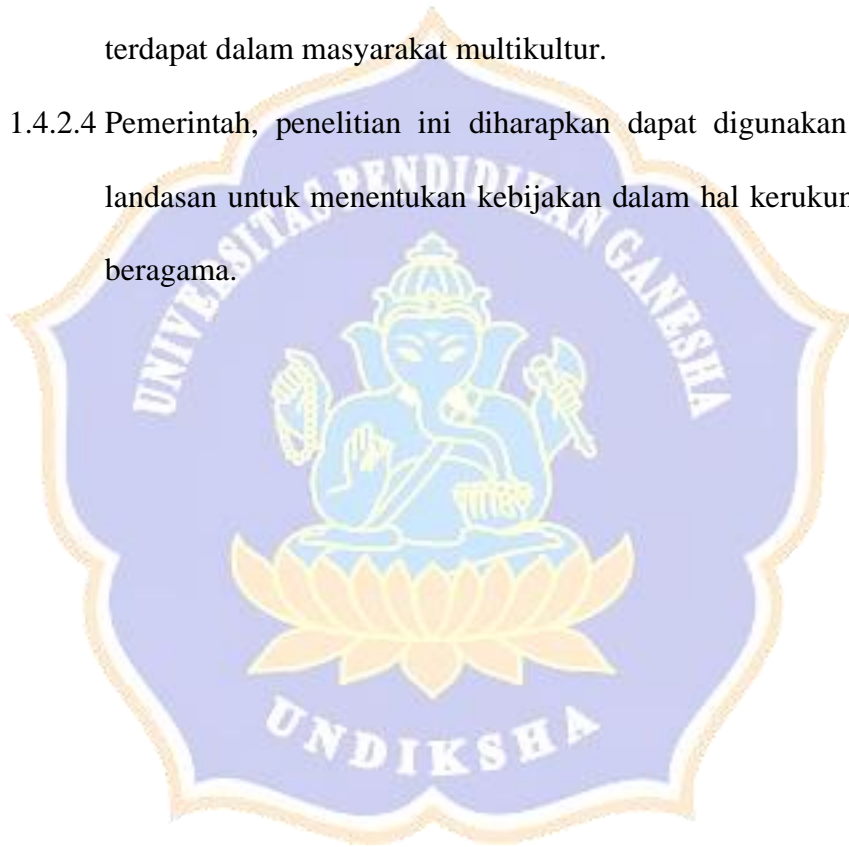 terdapat dalam masyarakat multikultur.
1.4.2.4 Pemerintah, penelitian ini diharapkan dapat digunakan
landasan untuk menentukan kebijakan dalam hal kerukun
beragama.
UNIVERSITAS PENDIDIKAN GANESHA
UNDIKSHA